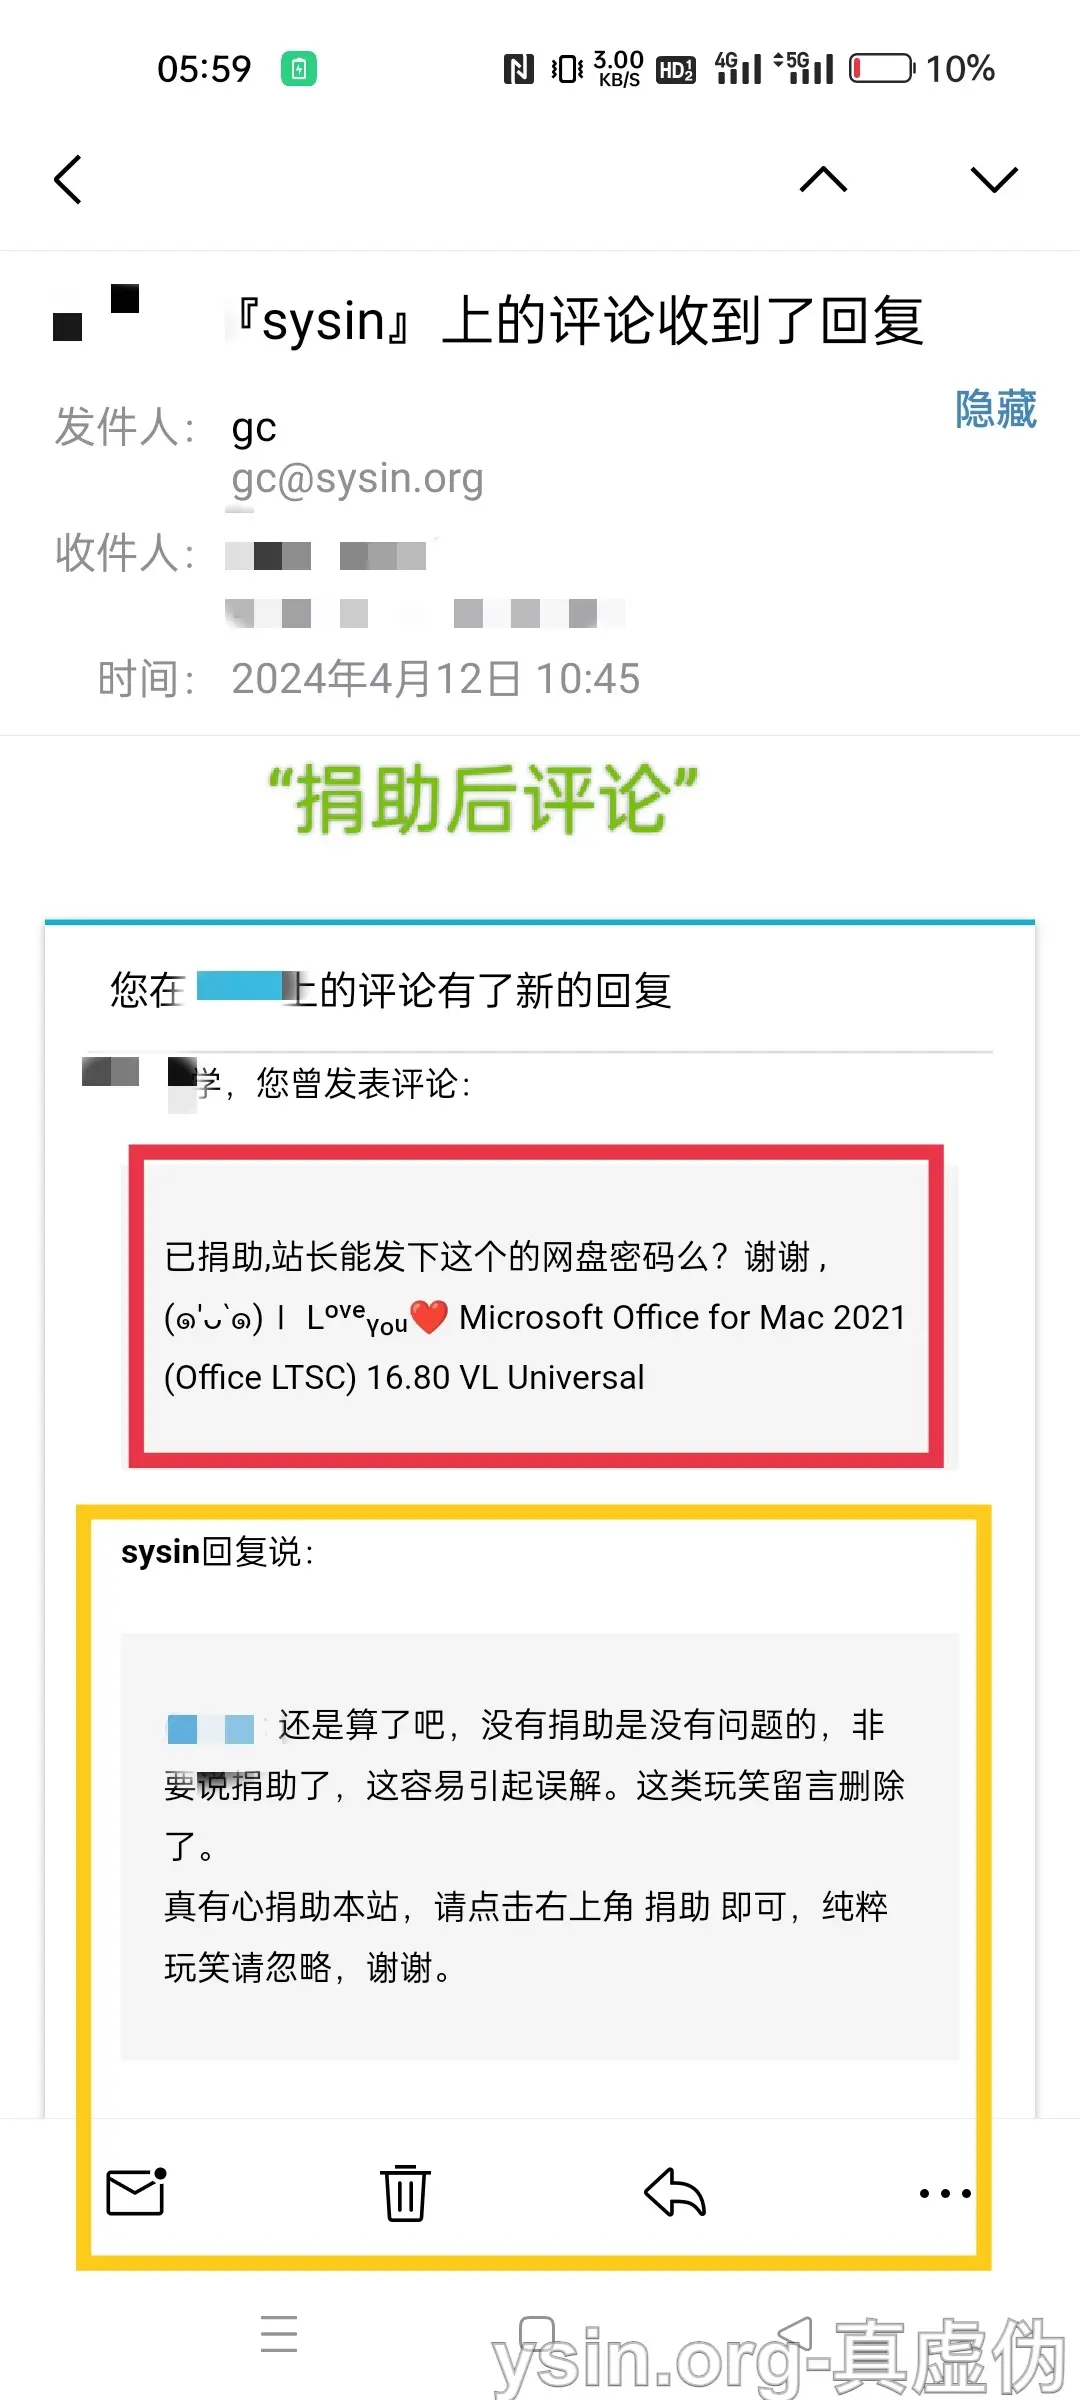 05:59 3.00 KB/S HD 1 2 4G 5G 10%
『sysin』上的评论收到了回复
隐藏
发件人： gc
gc@sysin.org
收件人：
时间： 2024年4月12日 10:45
“捐助后评论”
您在 上的评论有了新的回复
学，您曾发表评论：
已捐助,站长能发下这个的网盘密码么？谢谢 ,
(๑'ᴗ`๑) l Lᵒᵛᵉᵧₒᵤ❤️ Microsoft Office for Mac 2021
(Office LTSC) 16.80 VL Universal
sysin回复说：
还是算了吧，没有捐助是没有问题的，非
要说捐助了，这容易引起误解。这类玩笑留言删除
了。
真有心捐助本站，请点击右上角 捐助 即可，纯粹
玩笑请忽略，谢谢。
ysin.org-真虚伪